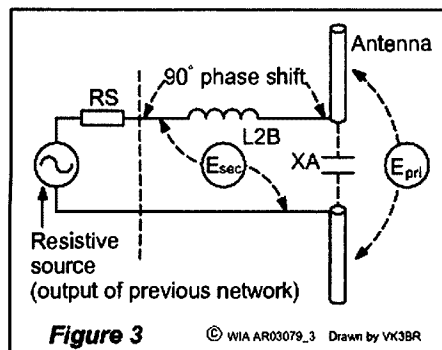 Antenna
90° phase shift
RS
L2B
Esec
XA
Epri
Resistive
source
(output of previous network)
Figure 3
© WIA AR03079_3 Drawn by VK3BR